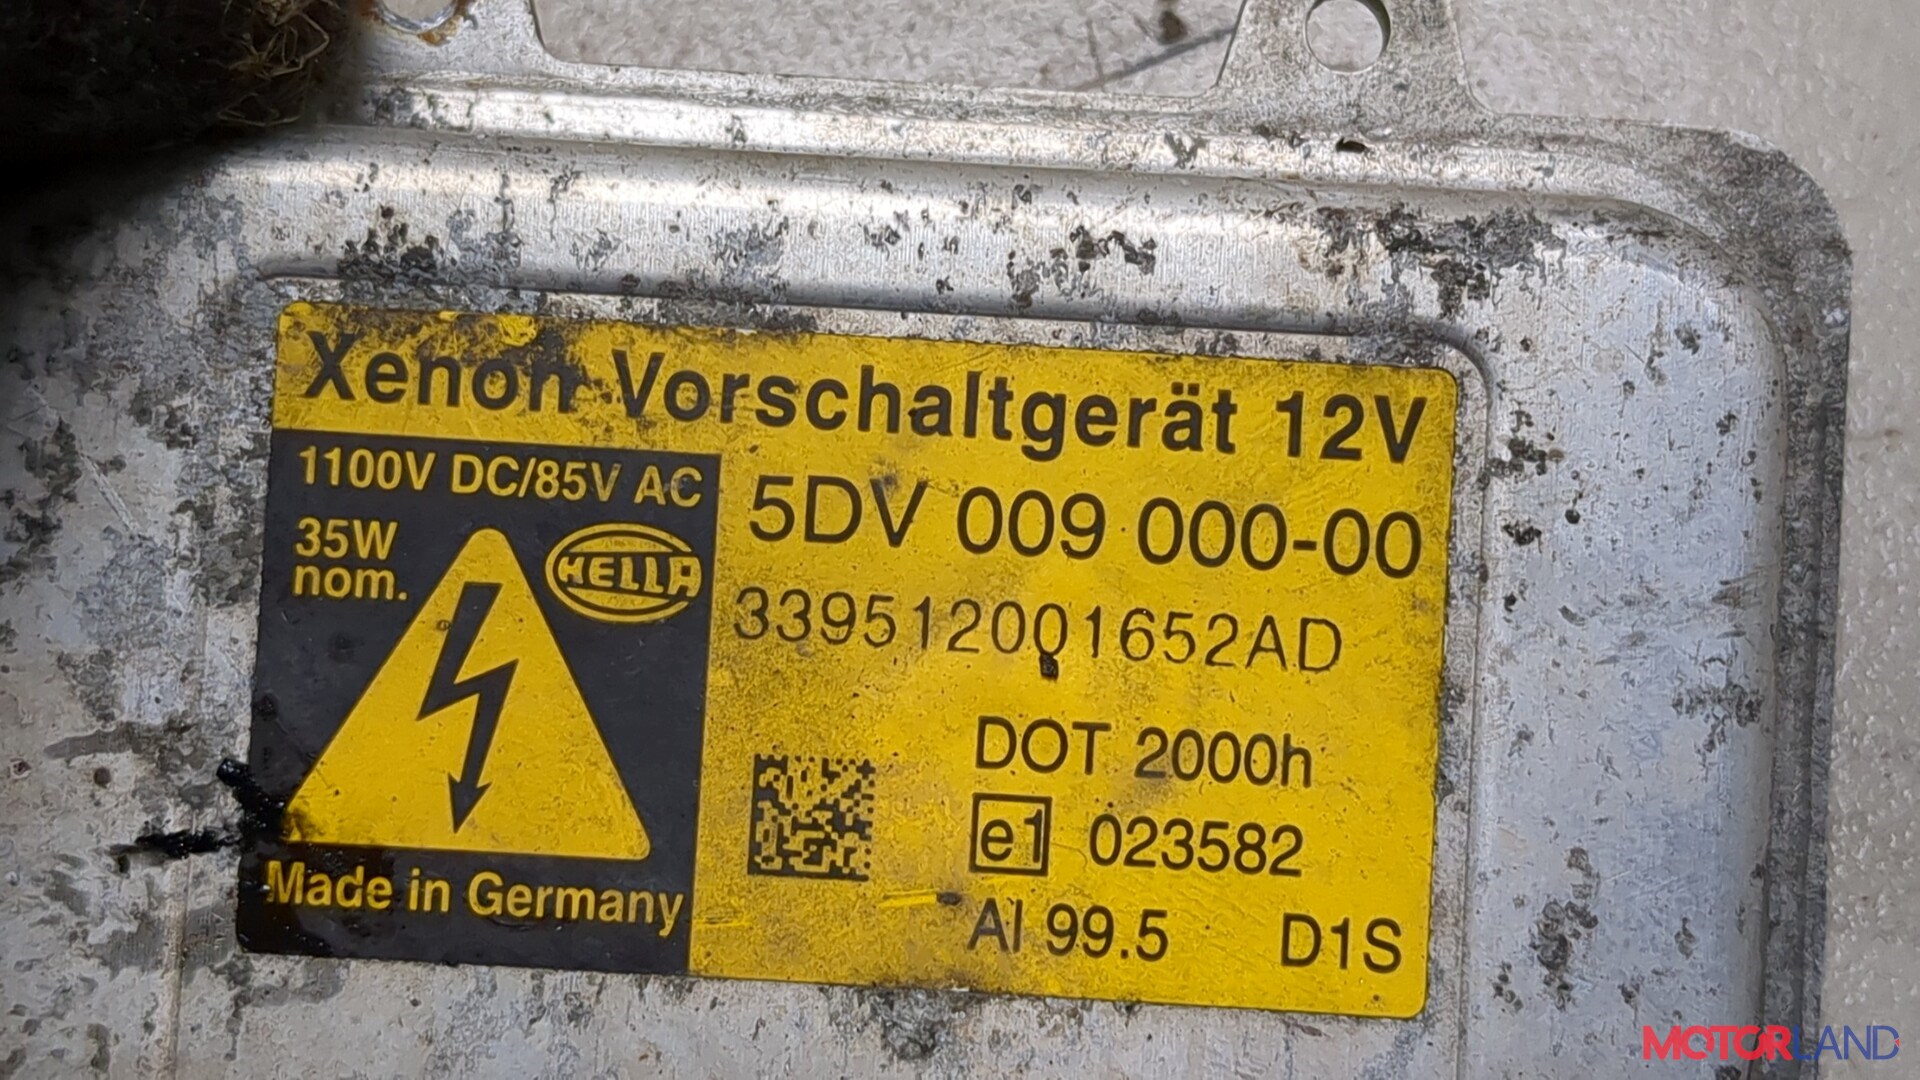 Xenon Vorschaltgerät 12V
1100V DC/85V AC
35W
nom.
HELLA
5DV 009 000-00
339512001652AD
DOT 2000h
e1 023582
Made in Germany
Al 99.5 D1S
MOTORLAND